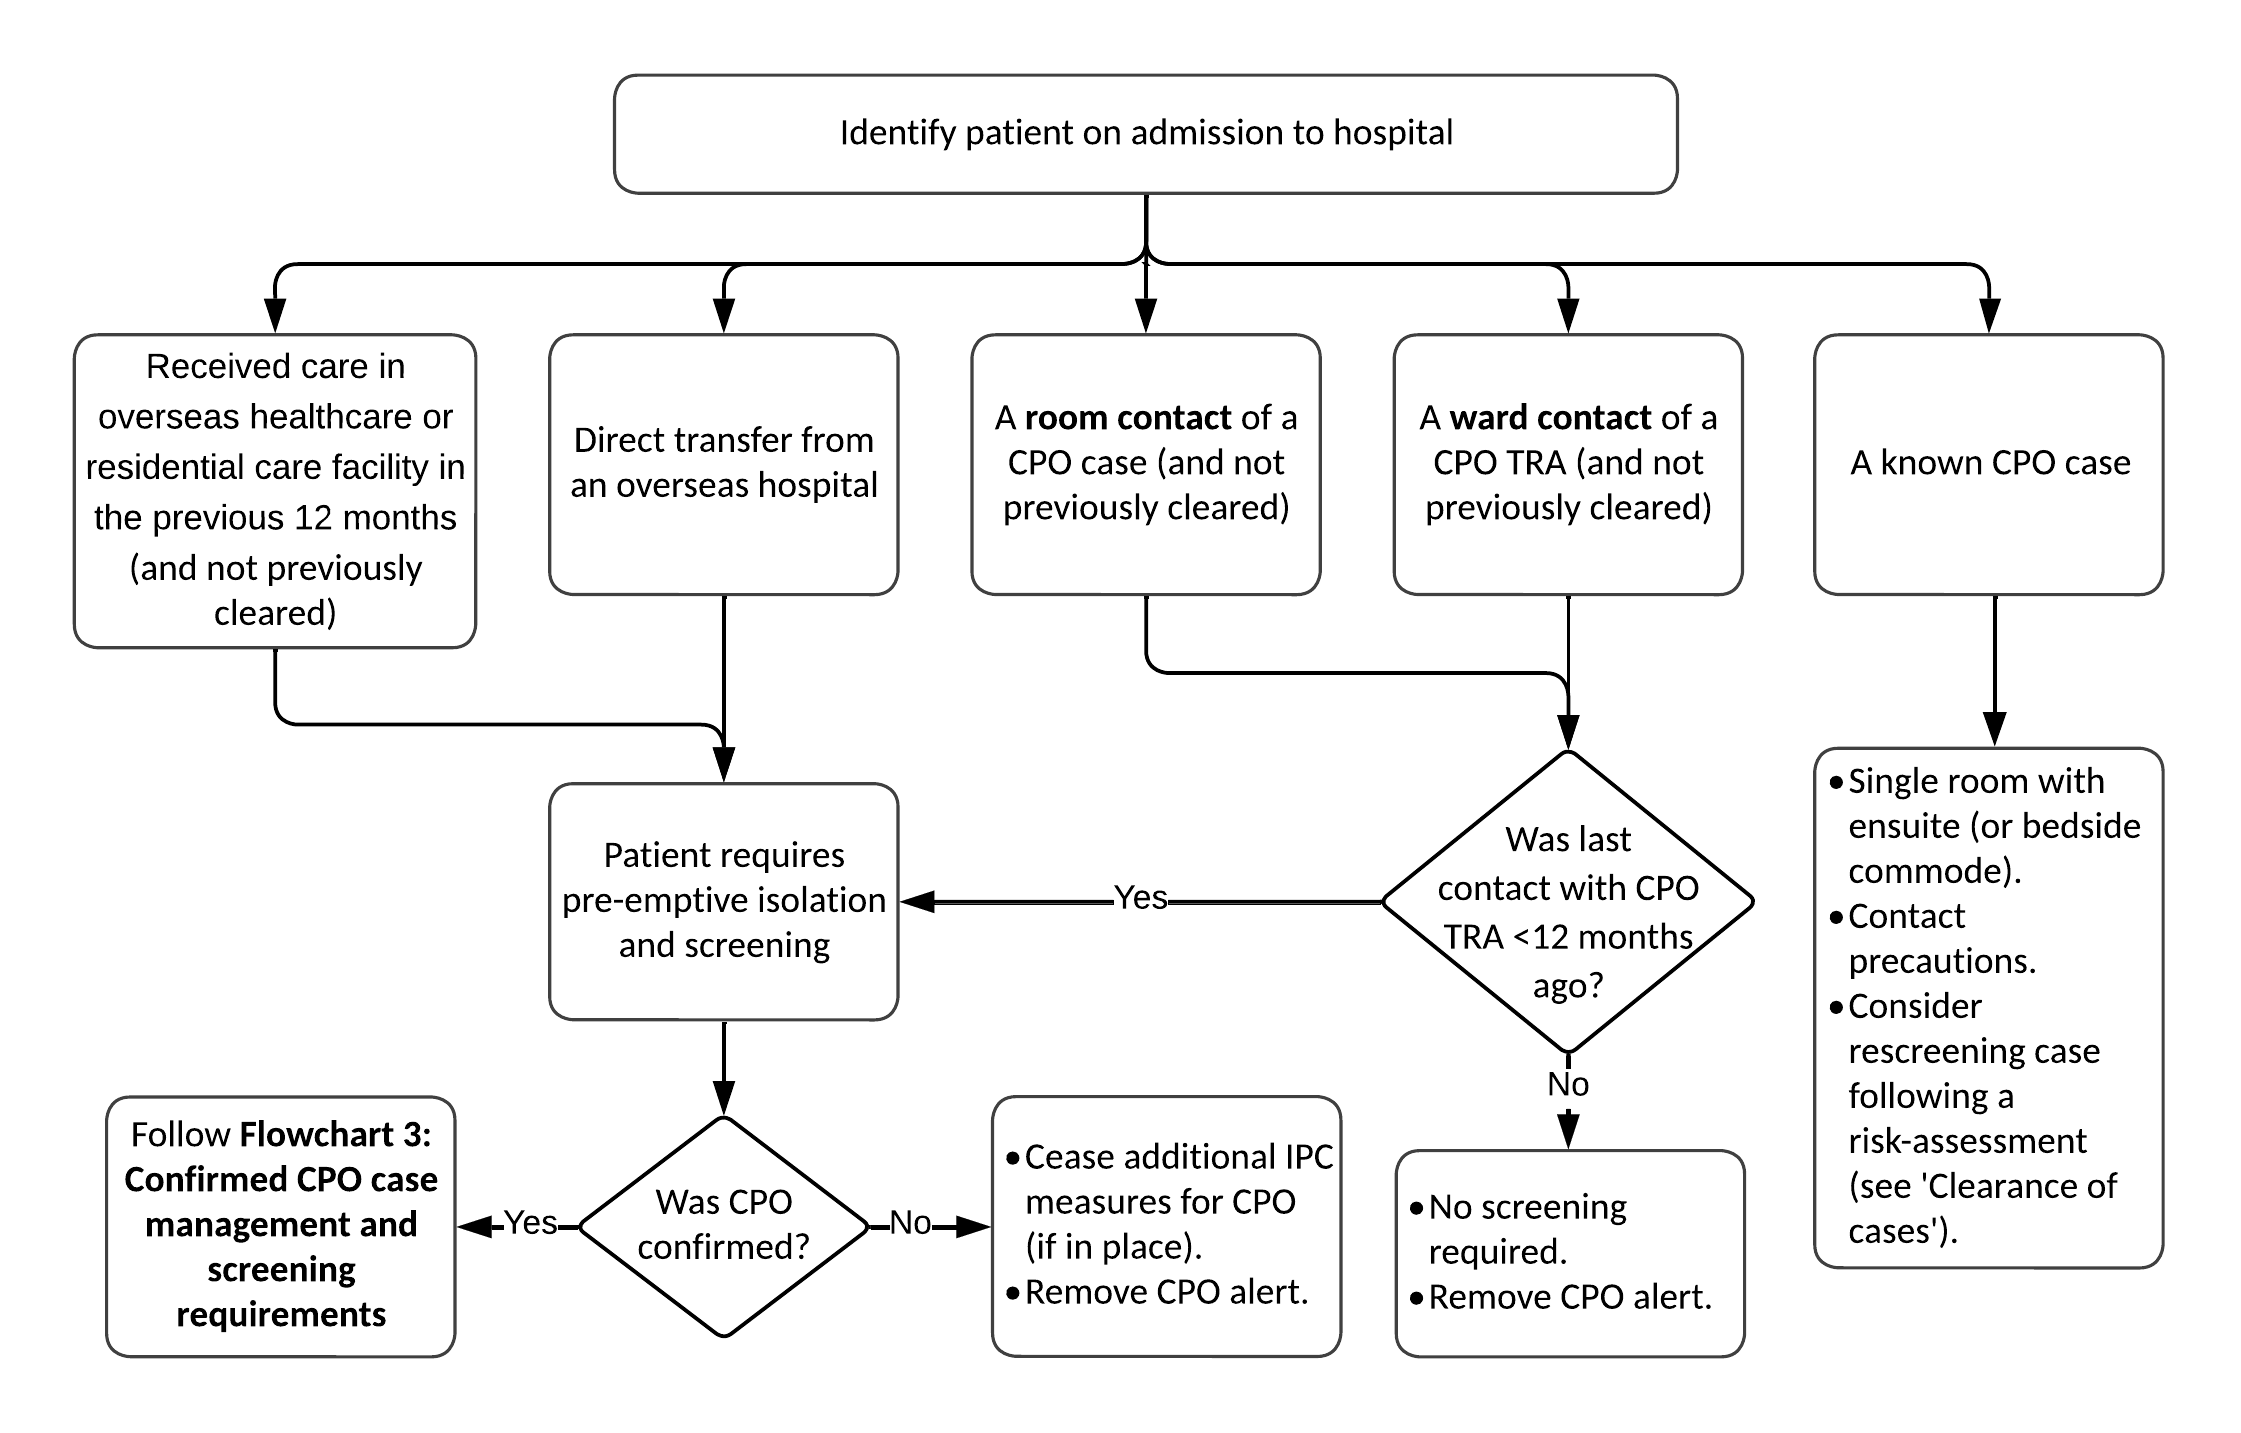 Identify patient on admission to hospital
Received care in
overseas healthcare or
residential care facility in
the previous 12 months
(and not previously
cleared)
Direct transfer from
an overseas hospital
A room contact of a
CPO case (and not
previously cleared)
A ward contact of a
CPO TRA (and not
previously cleared)
A known CPO case
Patient requires
pre-emptive isolation
and screening
Yes
Was last
contact with CPO
TRA <12 months
ago?
•Single room with
ensuite (or bedside
commode).
•Contact
precautions.
•Consider
rescreening case
following a
risk-assessment
(see 'Clearance of
cases').
No
Follow Flowchart 3:
Confirmed CPO case
management and
screening
requirements
Yes
Was CPO
confirmed?
No
•Cease additional IPC
measures for CPO
(if in place).
•Remove CPO alert.
•No screening
required.
•Remove CPO alert.